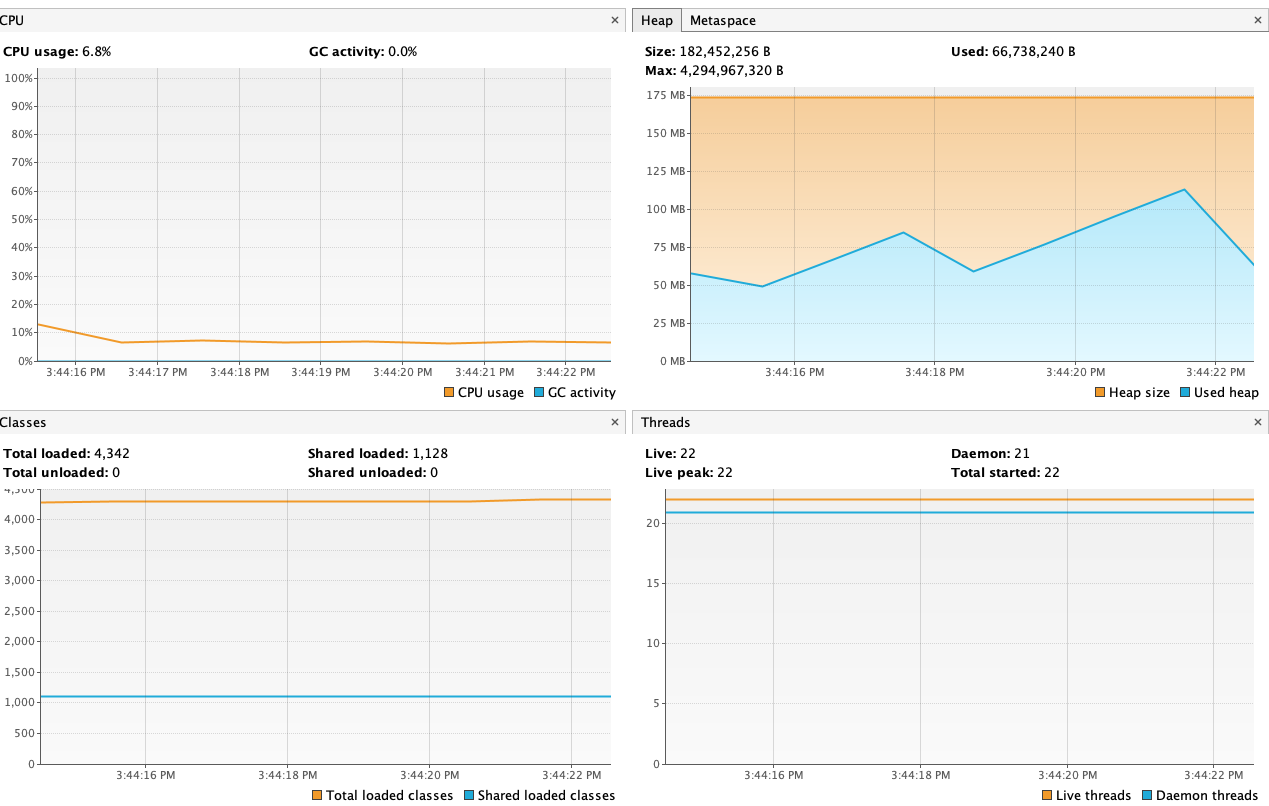 CPU ×
CPU usage: 6.8% GC activity: 0.0%
100%
90%
80%
70%
60%
50%
40%
30%
20%
10%
0%
3:44:16 PM 3:44:17 PM 3:44:18 PM 3:44:19 PM 3:44:20 PM 3:44:21 PM 3:44:22 PM
CPU usage GC activity
Heap Metaspace ×
Size: 182,452,256 B Used: 66,738,240 B
Max: 4,294,967,320 B
175 MB
150 MB
125 MB
100 MB
75 MB
50 MB
25 MB
0 MB
3:44:16 PM 3:44:18 PM 3:44:20 PM 3:44:22 PM
Heap size Used heap
Classes ×
Total loaded: 4,342 Shared loaded: 1,128
Total unloaded: 0 Shared unloaded: 0
4,500
4,000
3,500
3,000
2,500
2,000
1,500
1,000
500
0
3:44:16 PM 3:44:18 PM 3:44:20 PM 3:44:22 PM
Total loaded classes Shared loaded classes
Threads ×
Live: 22 Daemon: 21
Live peak: 22 Total started: 22
20
15
10
5
0
3:44:16 PM 3:44:18 PM 3:44:20 PM 3:44:22 PM
Live threads Daemon threads